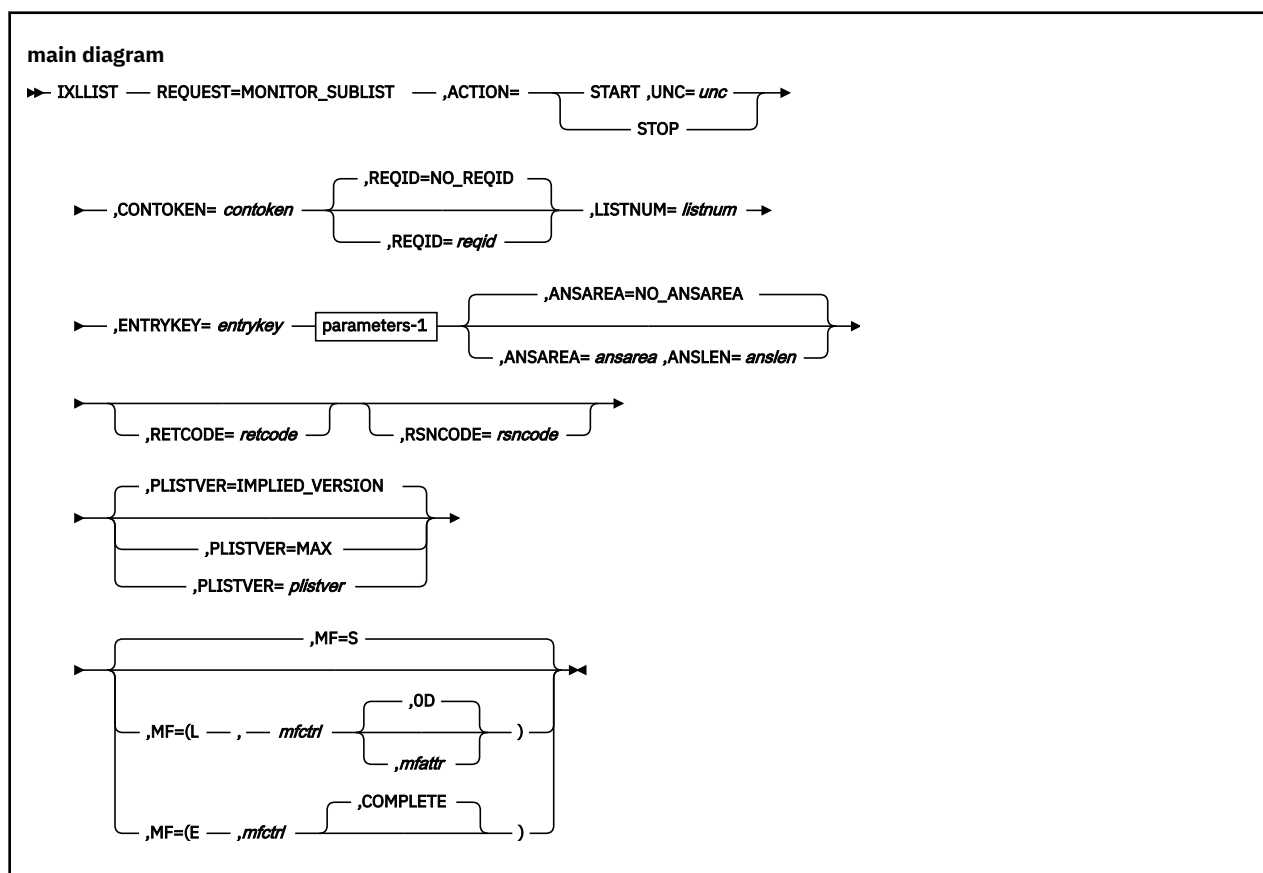 main diagram
IXLLIST REQUEST=MONITOR_SUBLIST ,ACTION= START ,UNC= unc
STOP
,CONTOKEN= contoken ,REQID=NO_REQID ,LISTNUM= listnum
,REQID= reqid
,ENTRYKEY= entrykey parameters-1 ,ANSAREA=NO_ANSAREA
,ANSAREA= ansarea ,ANSLEN= anslen
,RETCODE= retcode ,RSNCODE= rsncode
,PLISTVER=IMPLIED_VERSION
,PLISTVER=MAX
,PLISTVER= plistver
,MF=S
,MF=(L , mfctrl ,0D )
,mfattr
,MF=(E ,mfctrl ,COMPLETE )